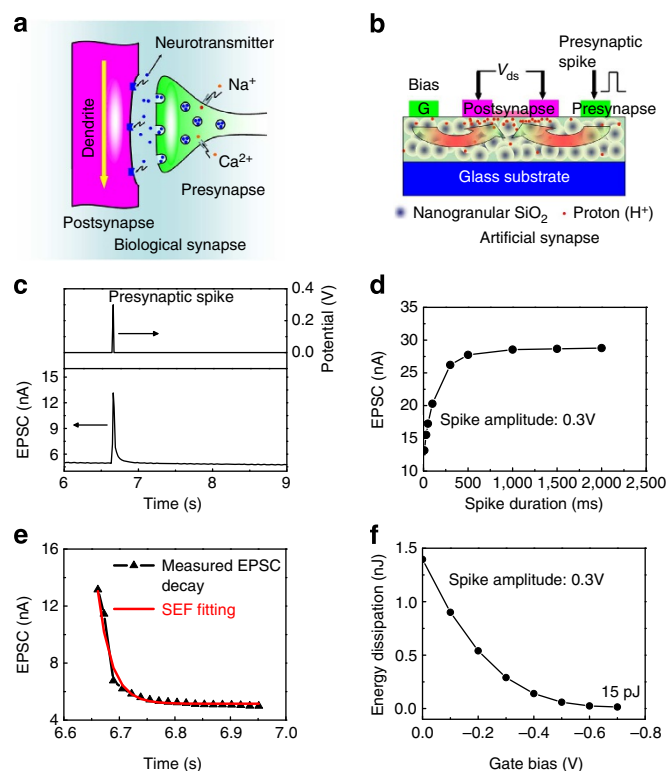 a
Neurotransmitter
Na⁺
Dendrite
Ca²⁺
Presynapse
Postsynapse
Biological synapse
b
Presynaptic
spike
V_ds
Bias
G
Postsynapse
Presynapse
Glass substrate
Nanogranular SiO₂
Proton (H⁺)
Artificial synapse
c
Presynaptic spike
0.4
0.2
0.0
Potential (V)
EPSC (nA)
15
12
9
6
6 7 8 9
Time (s)
d
EPSC (nA)
35
30
25
20
15
10
Spike amplitude: 0.3V
0 500 1,000 1,500 2,000 2,500
Spike duration (ms)
e
EPSC (nA)
16
12
8
4
Measured EPSC
decay
SEF fitting
6.6 6.7 6.8 6.9 7.0
Time (s)
f
Energy dissipation (nJ)
1.5
1.0
0.5
0.0
Spike amplitude: 0.3V
15 pJ
0.0 –0.2 –0.4 –0.6 –0.8
Gate bias (V)